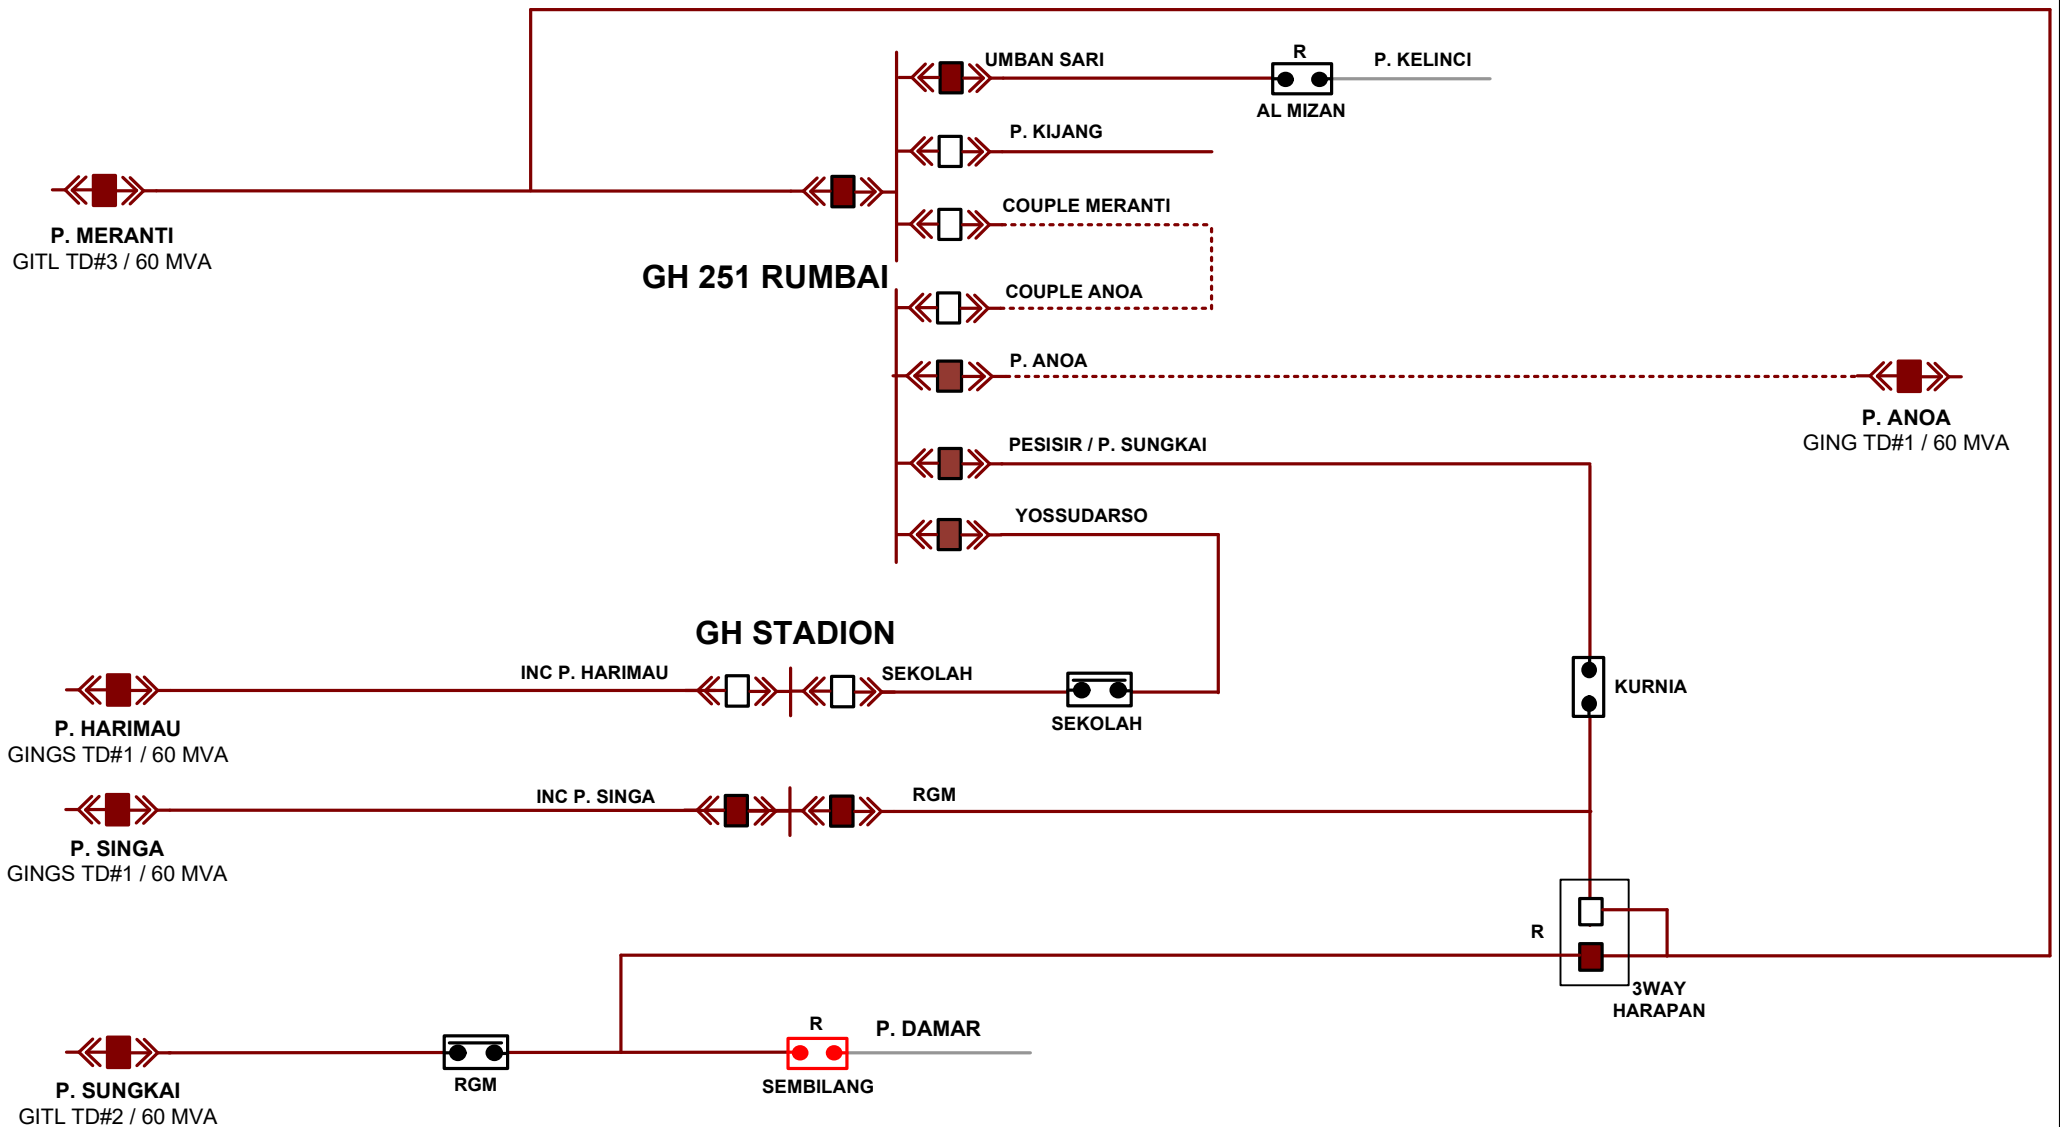 UMBAN SARI
R
P. KELINCI
AL MIZAN
P. KIJANG
COUPLE MERANTI
P. MERANTI
GITL TD#3 / 60 MVA
GH 251 RUMBAI
COUPLE ANOA
P. ANOA
P. ANOA
GING TD#1 / 60 MVA
PESISIR / P. SUNGKAI
YOSSUDARSO
GH STADION
INC P. HARIMAU
SEKOLAH
KURNIA
SEKOLAH
P. HARIMAU
GINGS TD#1 / 60 MVA
INC P. SINGA
RGM
P. SINGA
GINGS TD#1 / 60 MVA
R
3WAY
HARAPAN
R
P. DAMAR
RGM
SEMBILANG
P. SUNGKAI
GITL TD#2 / 60 MVA